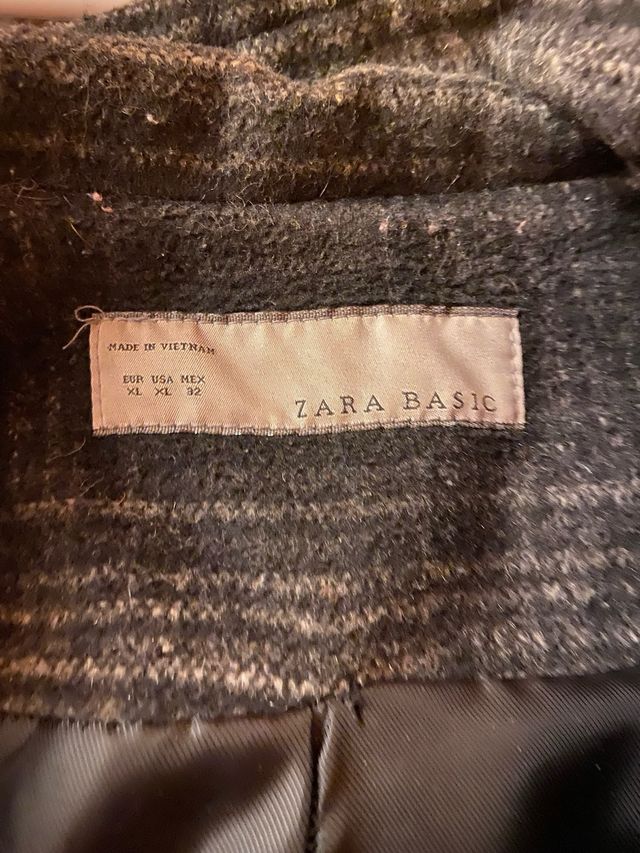 MADE IN VIETNAM
EUR USA MEX
XL XL 32
ZARA BASIC